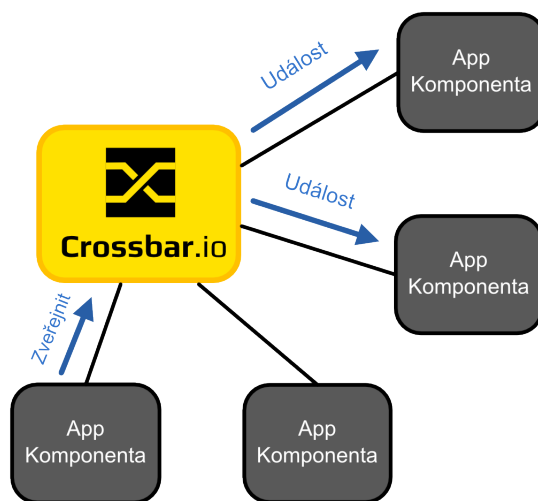 App
Komponenta
Událost
Crossbar.io
Událost
App
Komponenta
Zveřejnit
App
Komponenta
App
Komponenta